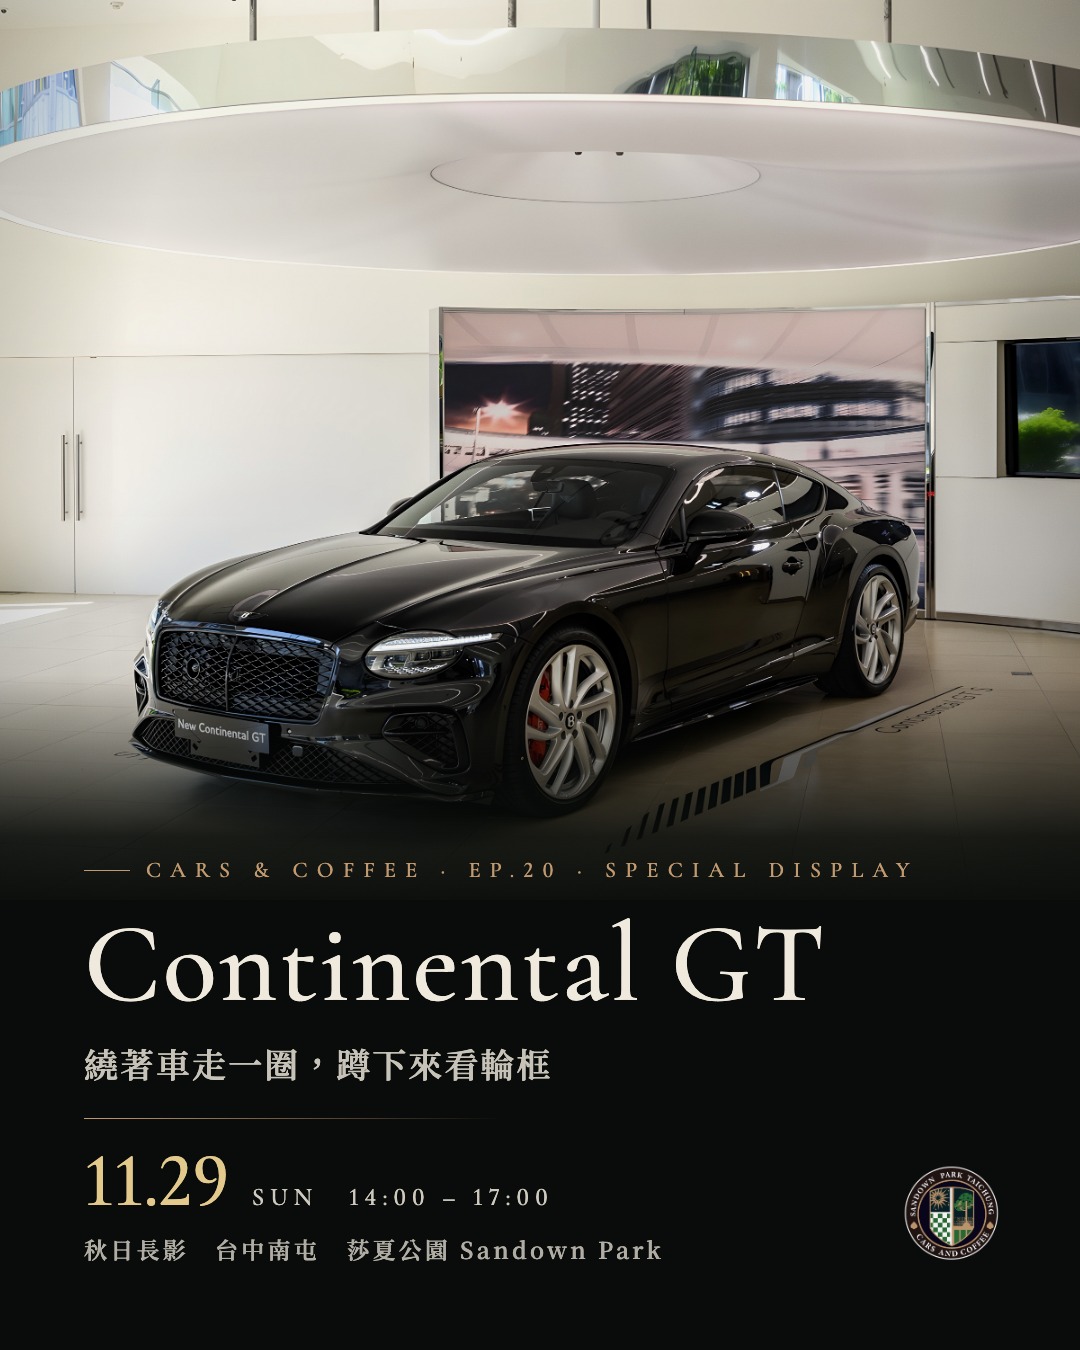 New Continental GT
Continental GTS
CARS & COFFEE · EP.20 · SPECIAL DISPLAY
Continental GT
繞著車走一圈，蹲下來看輪框
11.29 SUN 14:00 – 17:00
秋日長影 台中南屯 莎夏公園 Sandown Park
SANDOWN PARK TAICHUNG
CARS AND COFFEE